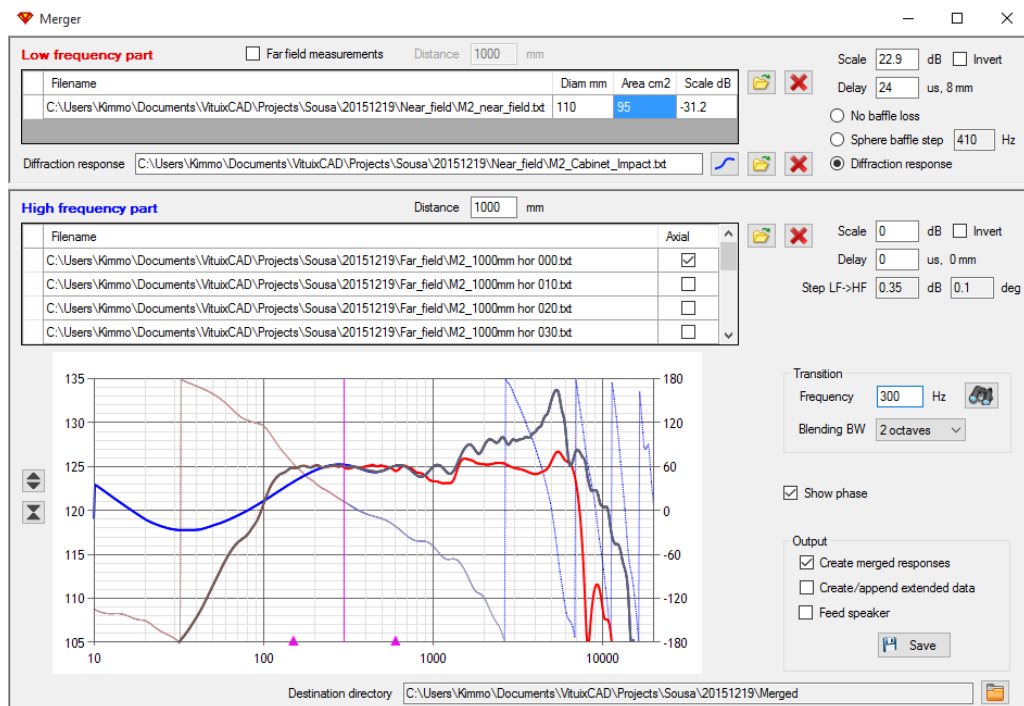 Merger
Low frequency part
Far field measurements
Distance 1000 mm
Scale 22.9 dB Invert
Filename Diam mm Area cm2 Scale dB
C:\Users\Kimmo\Documents\VituixCAD\Projects\Sousa\20151219\Near_field\M2_near_field.txt 110 95 -31.2
Delay 24 us, 8 mm
No baffle loss
Sphere baffle step 410 Hz
Diffraction response C:\Users\Kimmo\Documents\VituixCAD\Projects\Sousa\20151219\Near_field\M2_Cabinet_Impact.txt
Diffraction response
High frequency part
Distance 1000 mm
Filename Axial
C:\Users\Kimmo\Documents\VituixCAD\Projects\Sousa\20151219\Far_field\M2_1000mm hor 000.txt
C:\Users\Kimmo\Documents\VituixCAD\Projects\Sousa\20151219\Far_field\M2_1000mm hor 010.txt
C:\Users\Kimmo\Documents\VituixCAD\Projects\Sousa\20151219\Far_field\M2_1000mm hor 020.txt
C:\Users\Kimmo\Documents\VituixCAD\Projects\Sousa\20151219\Far_field\M2_1000mm hor 030.txt
Scale 0 dB Invert
Delay 0 us, 0 mm
Step LF->HF 0.35 dB 0.1 deg
135 180
130 120
125 60
120 0
115 -60
110 -120
105 -180
10 100 1000 10000
Transition
Frequency 300 Hz
Blending BW 2 octaves
Show phase
Output
Create merged responses
Create/append extended data
Feed speaker
Save
Destination directory C:\Users\Kimmo\Documents\VituixCAD\Projects\Sousa\20151219\Merged